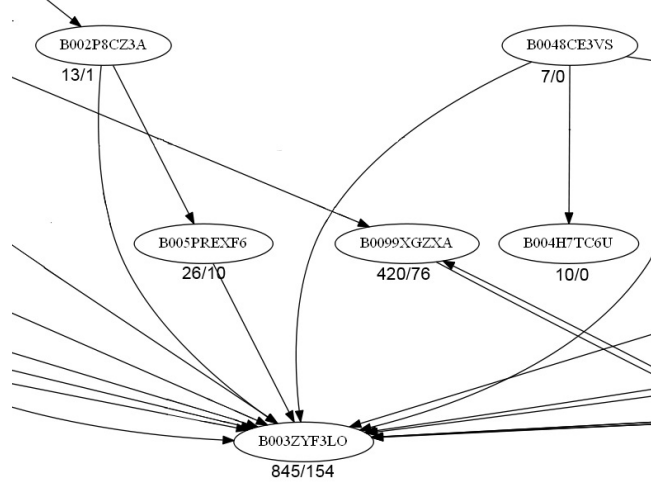 B002P8CZ3A
13/1
B0048CE3VS
7/0
B005PREXF6
26/10
B0099XGZXA
420/76
B004H7TC6U
10/0
B003ZYF3LO
845/154